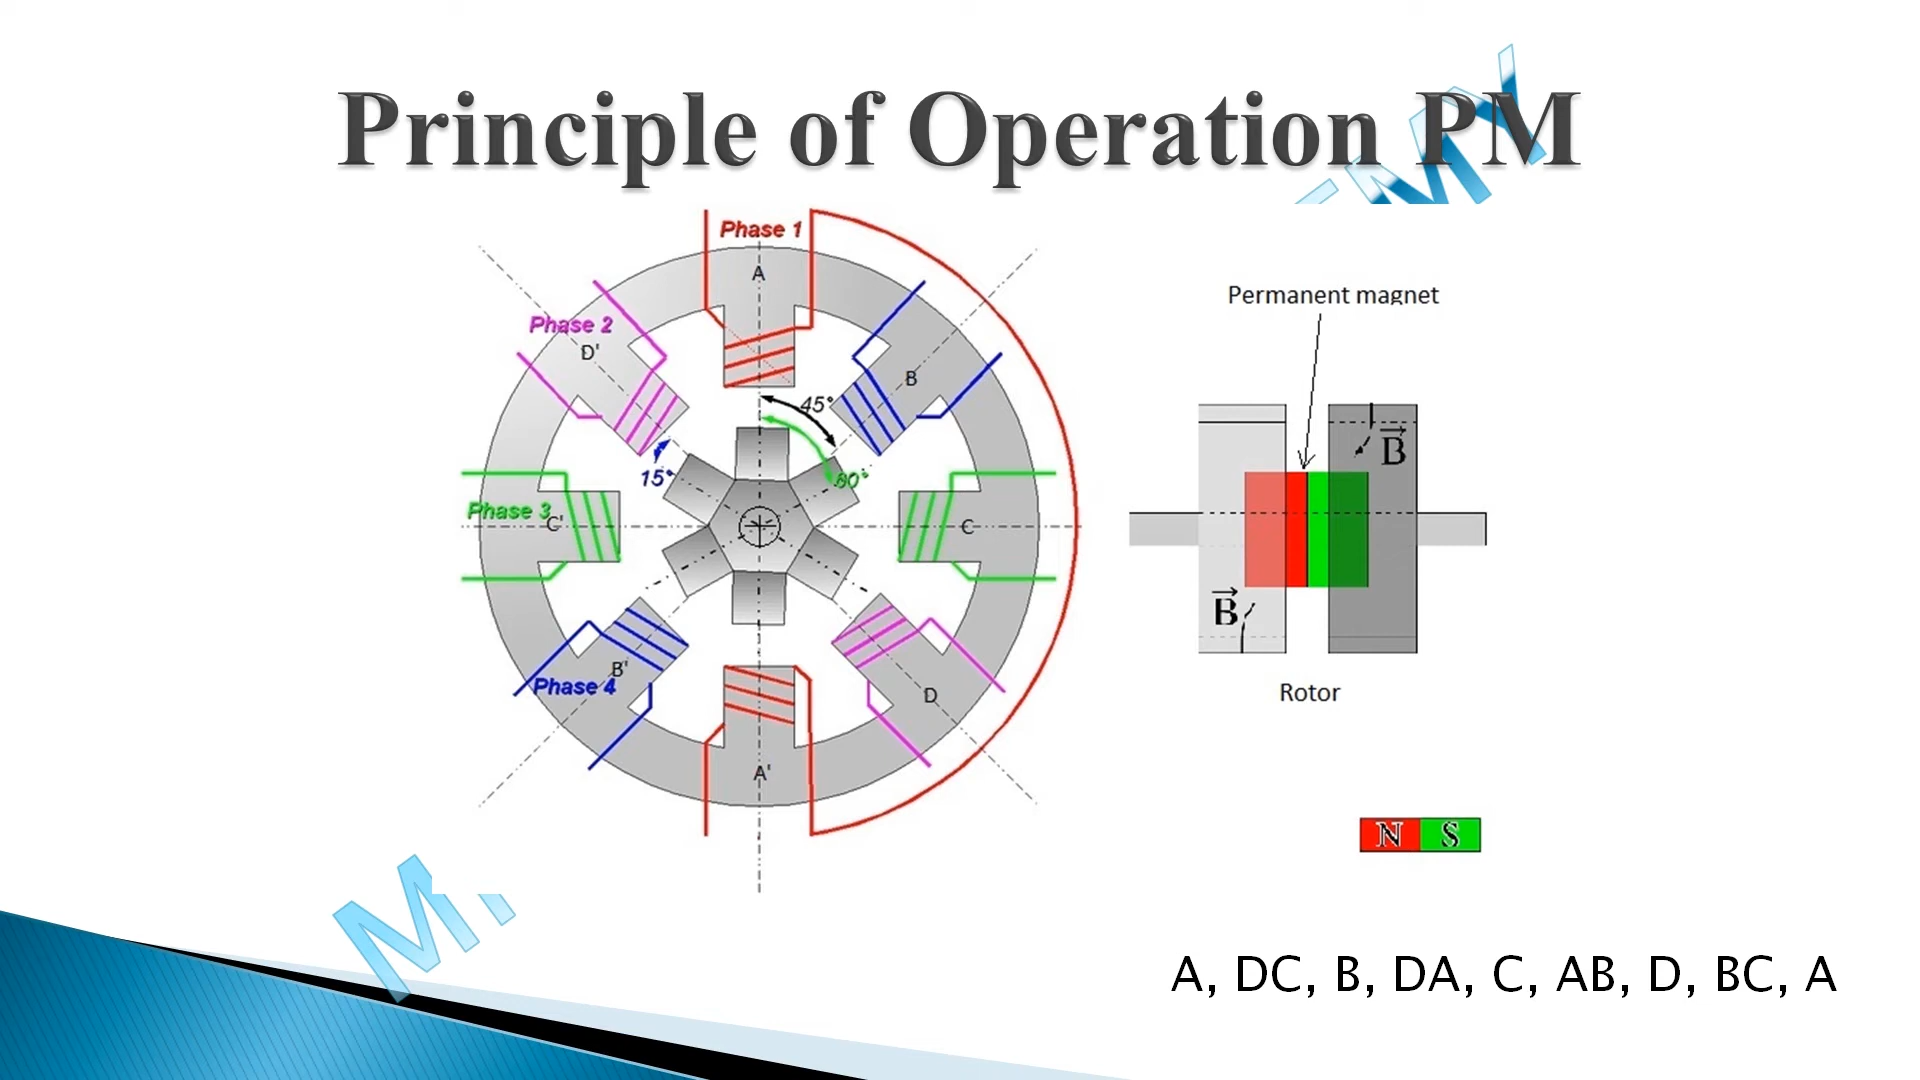 Principle of Operation PM
Phase 1
A
Phase 2
D'
B
45°
15°
60°
Phase 3
C'
C
B'
Phase 4
D
A'
Permanent magnet
B
B
Rotor
N S
A, DC, B, DA, C, AB, D, BC, A